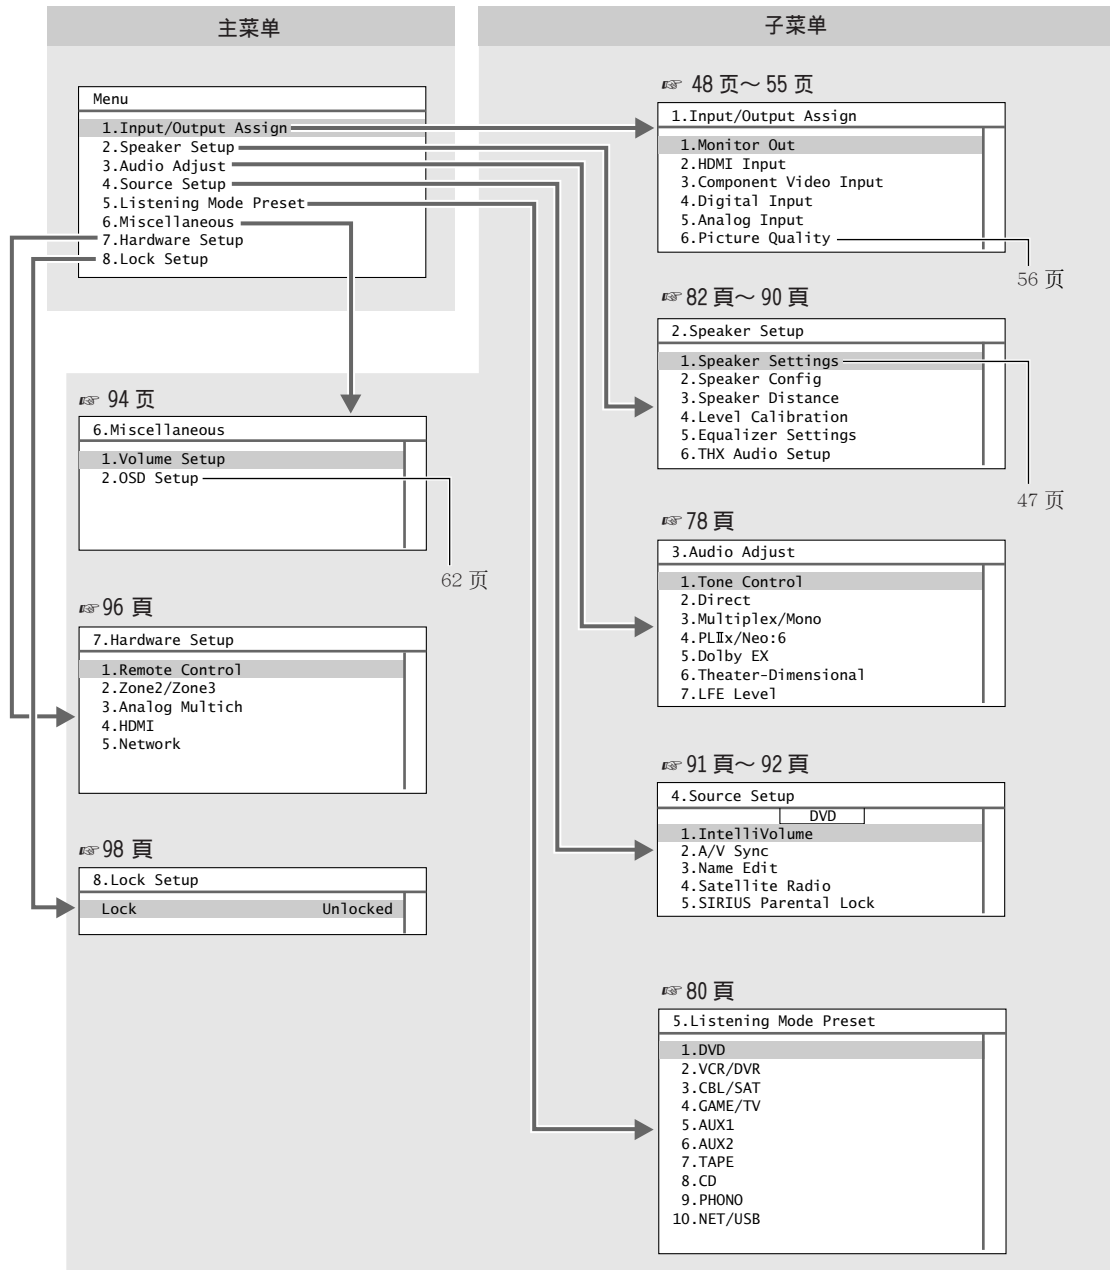 主菜单
Menu
1.Input/Output Assign
2.Speaker Setup
3.Audio Adjust
4.Source Setup
5.Listening Mode Preset
6.Miscellaneous
7.Hardware Setup
8.Lock Setup
☞ 94 页
6.Miscellaneous
1.Volume Setup
2.OSD Setup
62 页
☞ 96 頁
7.Hardware Setup
1.Remote Control
2.Zone2/Zone3
3.Analog Multich
4.HDMI
5.Network
☞ 98 頁
8.Lock Setup
Lock Unlocked
子菜单
☞ 48 页～ 55 页
1.Input/Output Assign
1.Monitor Out
2.HDMI Input
3.Component Video Input
4.Digital Input
5.Analog Input
6.Picture Quality
56 页
☞ 82 頁～ 90 頁
2.Speaker Setup
1.Speaker Settings
2.Speaker Config
3.Speaker Distance
4.Level Calibration
5.Equalizer Settings
6.THX Audio Setup
47 页
☞ 78 頁
3.Audio Adjust
1.Tone Control
2.Direct
3.Multiplex/Mono
4.PLⅡx/Neo:6
5.Dolby EX
6.Theater-Dimensional
7.LFE Level
☞ 91 頁～ 92 頁
4.Source Setup
DVD
1.IntelliVolume
2.A/V Sync
3.Name Edit
4.Satellite Radio
5.SIRIUS Parental Lock
☞ 80 頁
5.Listening Mode Preset
1.DVD
2.VCR/DVR
3.CBL/SAT
4.GAME/TV
5.AUX1
6.AUX2
7.TAPE
8.CD
9.PHONO
10.NET/USB